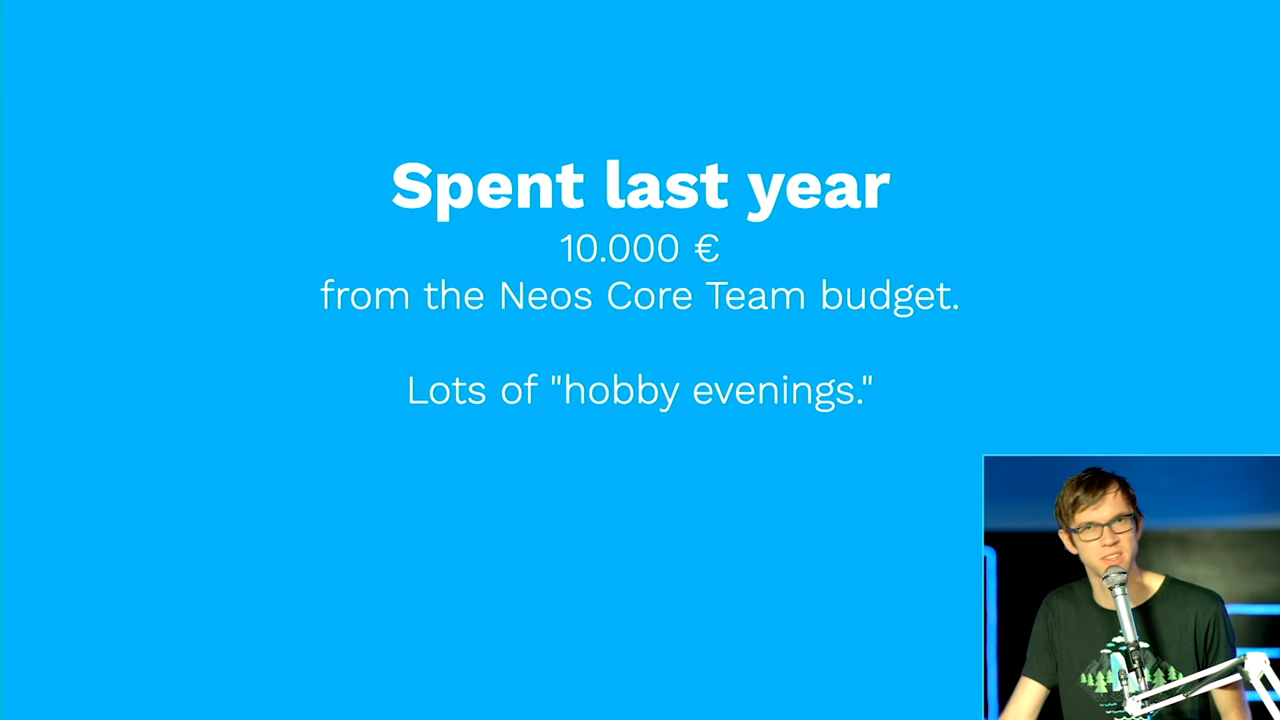 Spent last year
10.000 €
from the Neos Core Team budget.
Lots of "hobby evenings."